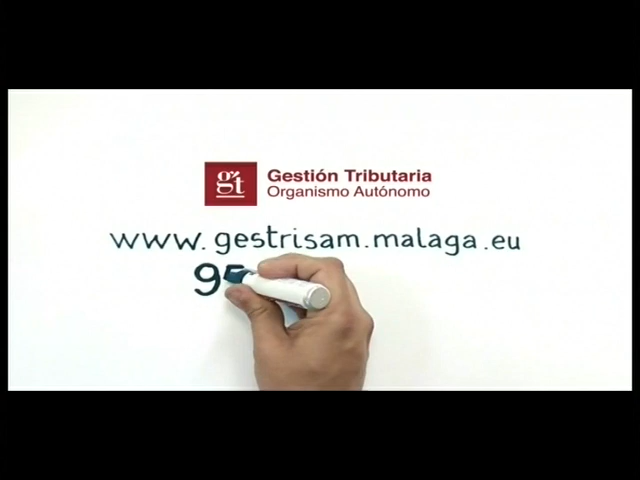 gt
Gestión Tributaria
Organismo Autónomo
www.gestrisam.malaga.eu
95